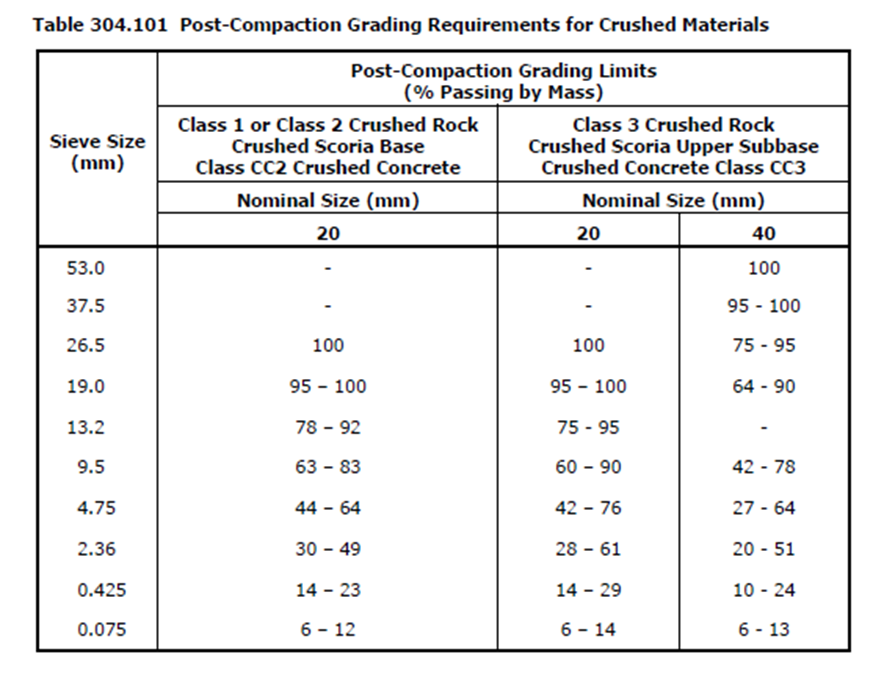 Table 304.101  Post-Compaction Grading Requirements for Crushed Materials
Sieve Size
(mm)
Post-Compaction Grading Limits
(% Passing by Mass)
Class 1 or Class 2 Crushed Rock
Crushed Scoria Base
Class CC2 Crushed Concrete
Class 3 Crushed Rock
Crushed Scoria Upper Subbase
Crushed Concrete Class CC3
Nominal Size (mm) Nominal Size (mm)
20 20 40
53.0 - - 100
37.5 - - 95 - 100
26.5 100 100 75 - 95
19.0 95 – 100 95 – 100 64 - 90
13.2 78 – 92 75 - 95 -
9.5 63 – 83 60 – 90 42 - 78
4.75 44 – 64 42 – 76 27 - 64
2.36 30 – 49 28 – 61 20 - 51
0.425 14 – 23 14 – 29 10 - 24
0.075 6 – 12 6 – 14 6 - 13